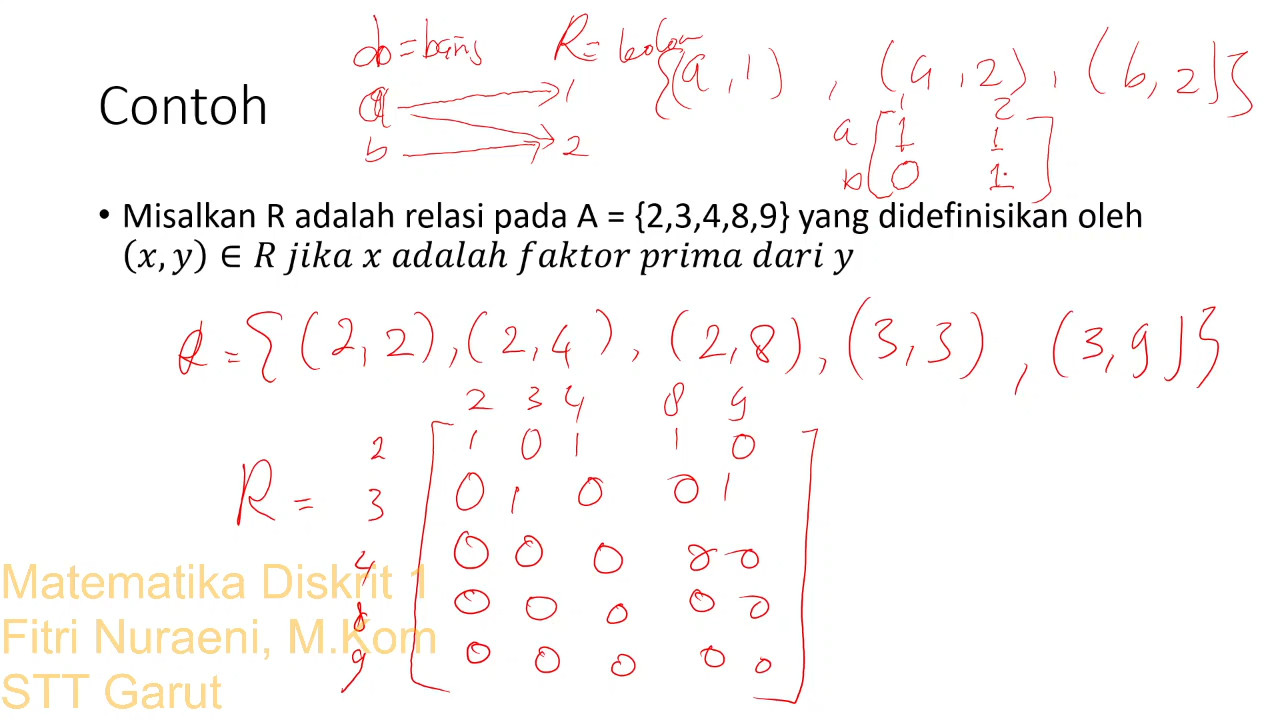 do = baris R = kolom
{(a, 1), (a, 2), (b, 2)}
a 1
b 2
1 2
a 1 1
b 0 1
Contoh
• Misalkan R adalah relasi pada A = {2,3,4,8,9} yang didefinisikan oleh
(x, y) ∈ R jika x adalah faktor prima dari y
R = {(2, 2), (2, 4), (2, 8), (3, 3), (3, 9)}
2 3 4 8 9
2 1 0 1 1 0
R = 3 0 1 0 0 1
4 0 0 0 0 0
8 0 0 0 0 0
9 0 0 0 0 0
Matematika Diskrit 1
Fitri Nuraeni, M.Kom
STT Garut